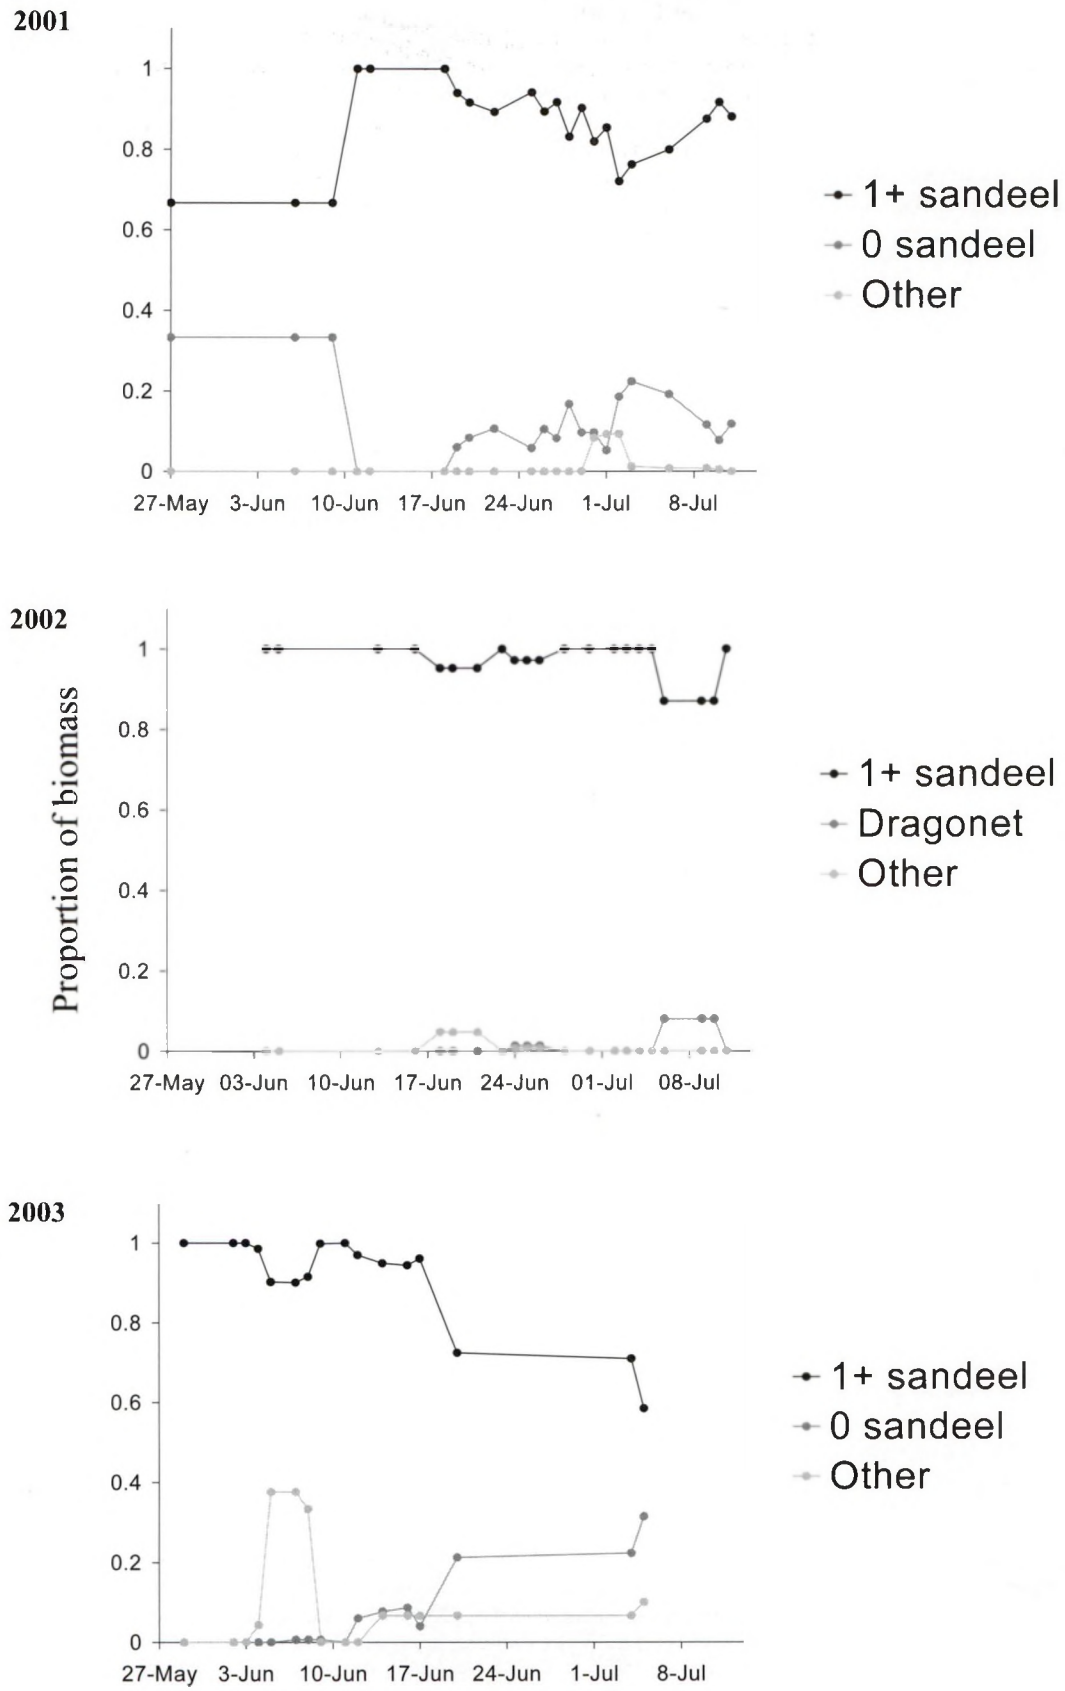 2001
1
0.8
0.6
0.4
0.2
0
27-May 3-Jun 10-Jun 17-Jun 24-Jun 1-Jul 8-Jul
1+ sandeel
0 sandeel
Other
2002
Proportion of biomass
1
0.8
0.6
0.4
0.2
0
27-May 03-Jun 10-Jun 17-Jun 24-Jun 01-Jul 08-Jul
1+ sandeel
Dragonet
Other
2003
1
0.8
0.6
0.4
0.2
0
27-May 3-Jun 10-Jun 17-Jun 24-Jun 1-Jul 8-Jul
1+ sandeel
0 sandeel
Other